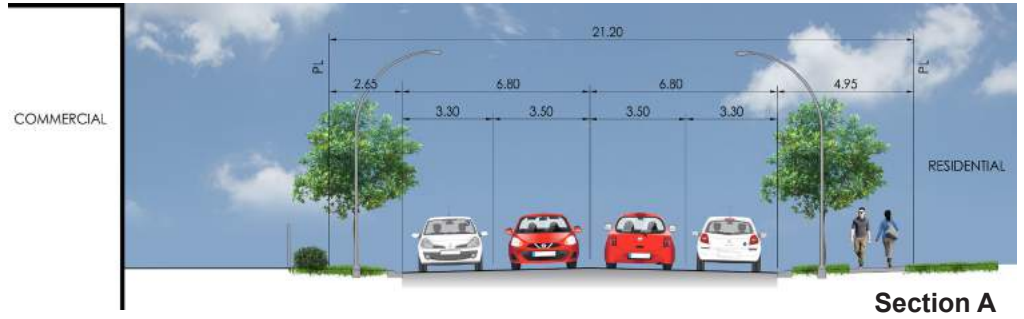 21.20
PL
PL
2.65
6.80
6.80
4.95
3.30
3.50
3.50
3.30
COMMERCIAL
RESIDENTIAL
Section A